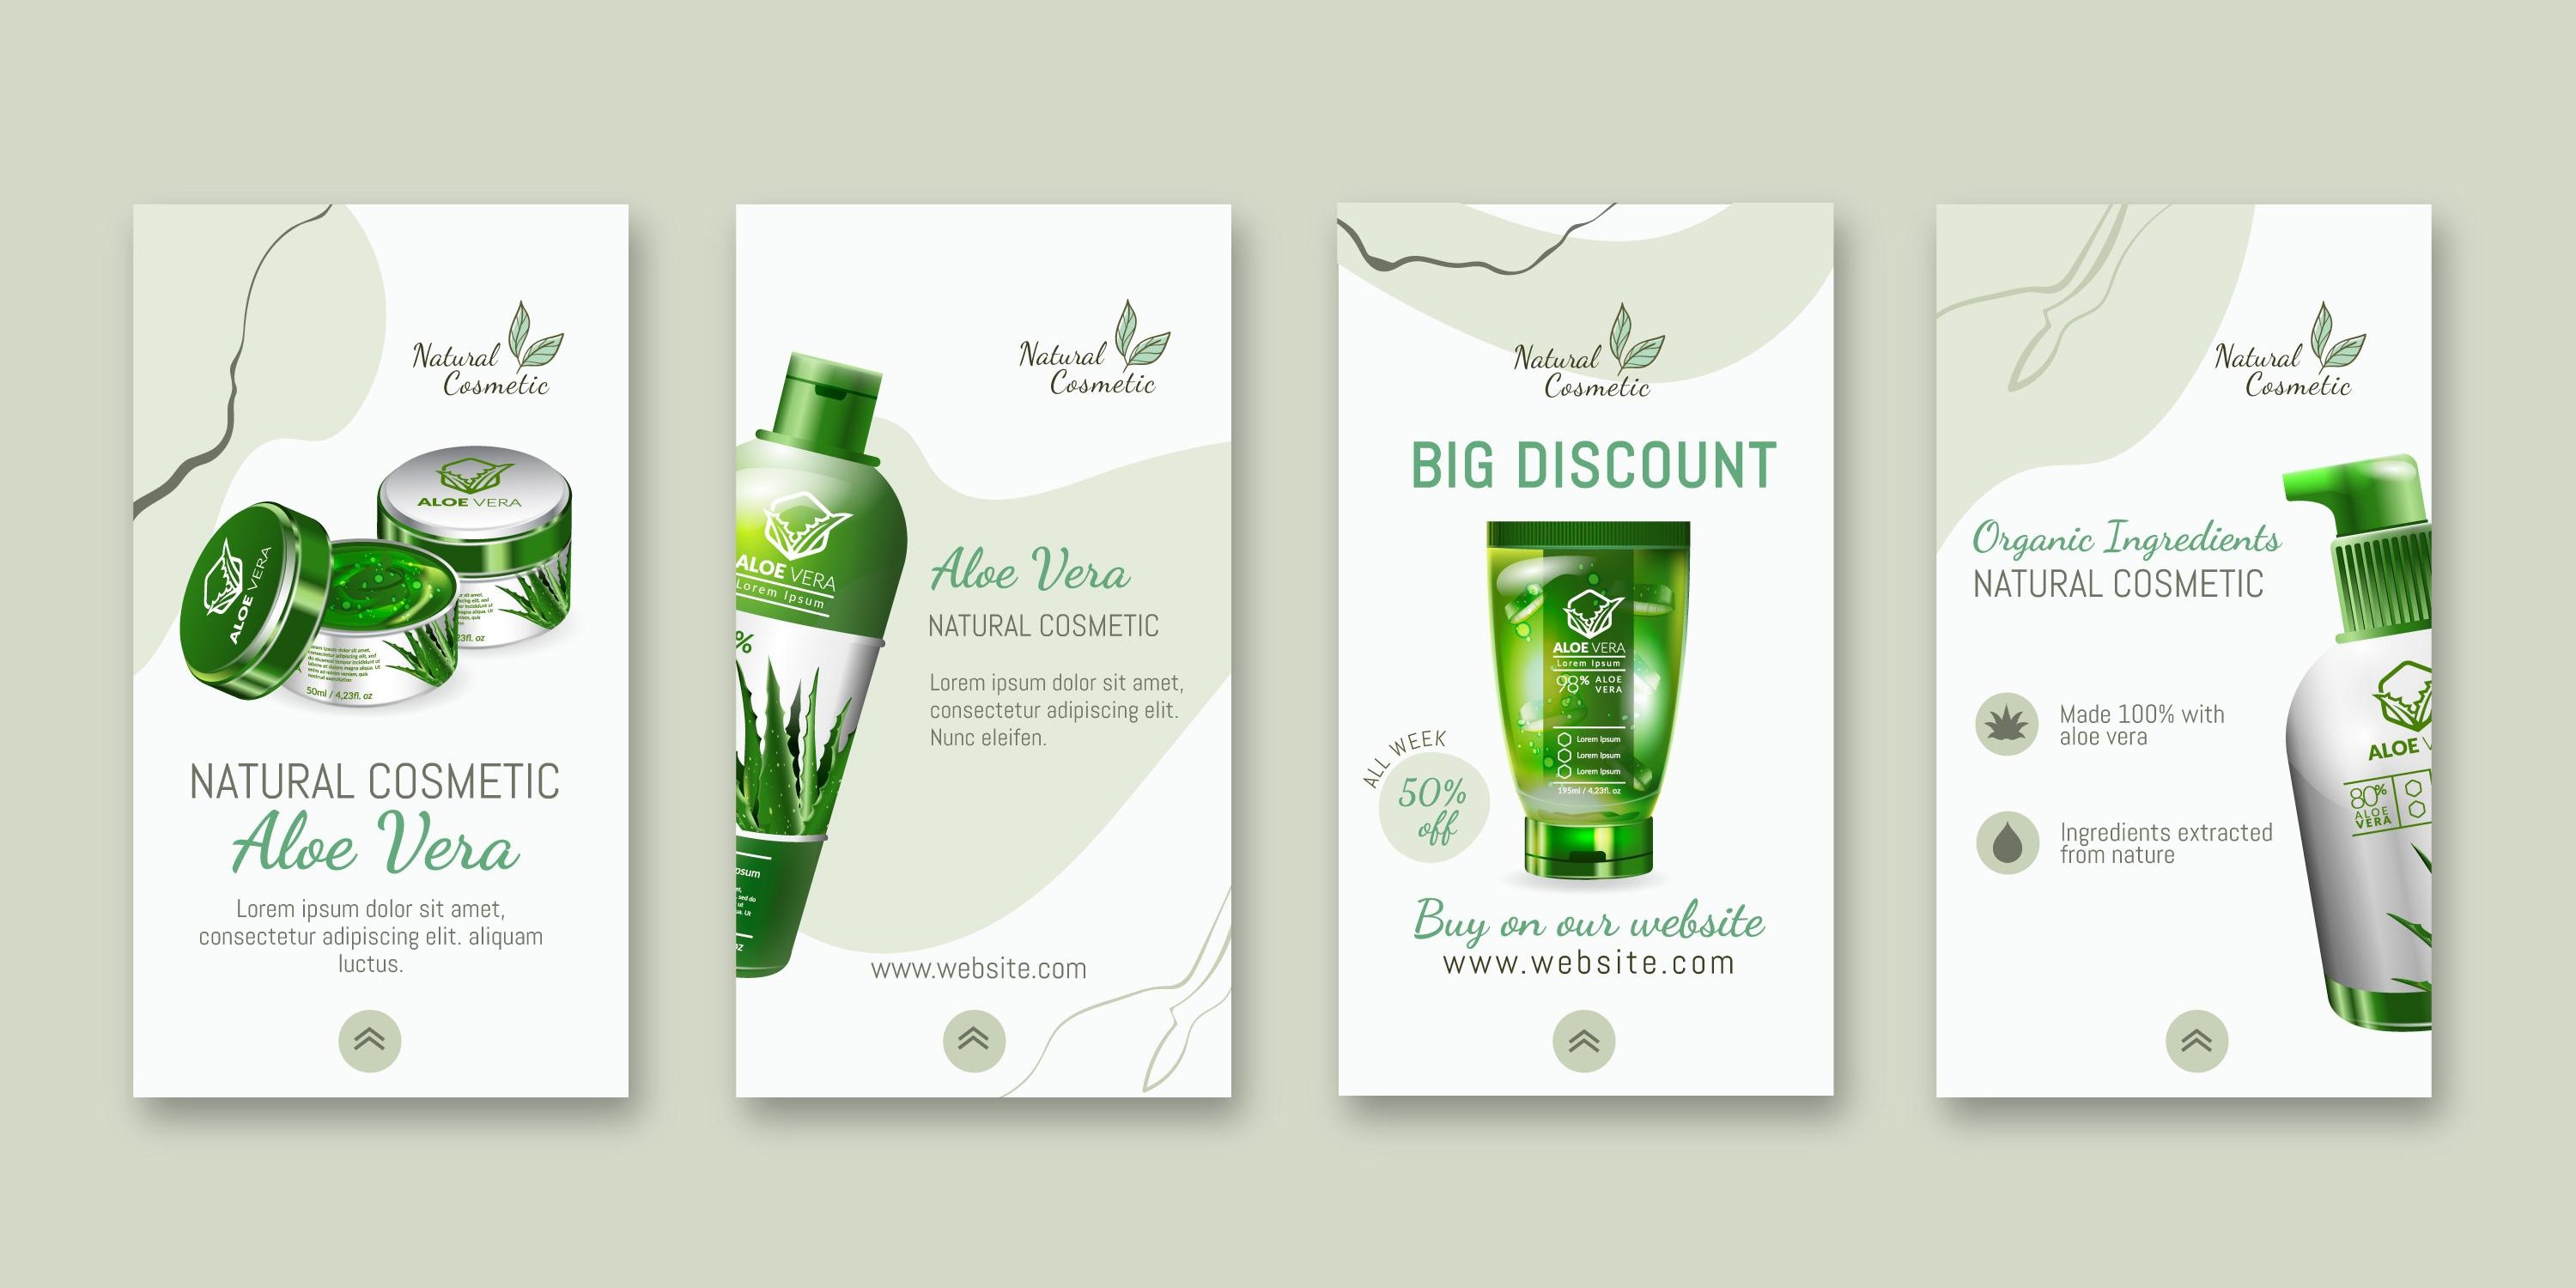 Natural
Cosmetic
ALOE VERA
ALOE VERA
50ml / 4,23fl. oz
23fl. oz
NATURAL COSMETIC
Aloe Vera
Lorem ipsum dolor sit amet,
consectetur adipiscing elit. aliquam
luctus.
Natural
Cosmetic
ALOE VERA
Lorem Ipsum
%
Aloe Vera
NATURAL COSMETIC
Lorem ipsum dolor sit amet,
consectetur adipiscing elit.
Nunc eleifen.
www.website.com
Natural
Cosmetic
BIG DISCOUNT
ALOE VERA
Lorem Ipsum
98% ALOE
VERA
Lorem Ipsum
Lorem Ipsum
Lorem Ipsum
195ml / 4,23fl. oz
ALL WEEK
50%
off
Buy on our website
www.website.com
Natural
Cosmetic
Organic Ingredients
NATURAL COSMETIC
Made 100% with
aloe vera
Ingredients extracted
from nature
ALOE
80%
ALOE
VERA